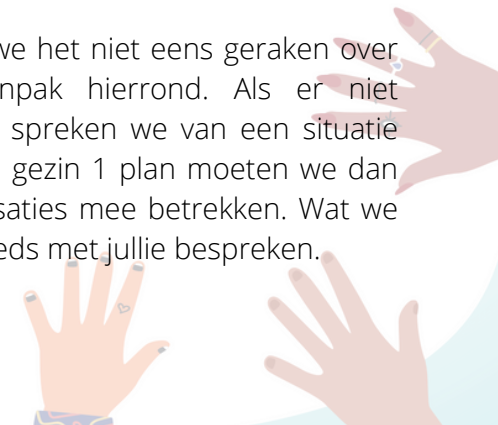 we het niet eens geraken over
npak hierrond. Als er niet
spreken we van een situatie
gezin 1 plan moeten we dan
saties mee betrekken. Wat we
eds met jullie bespreken.